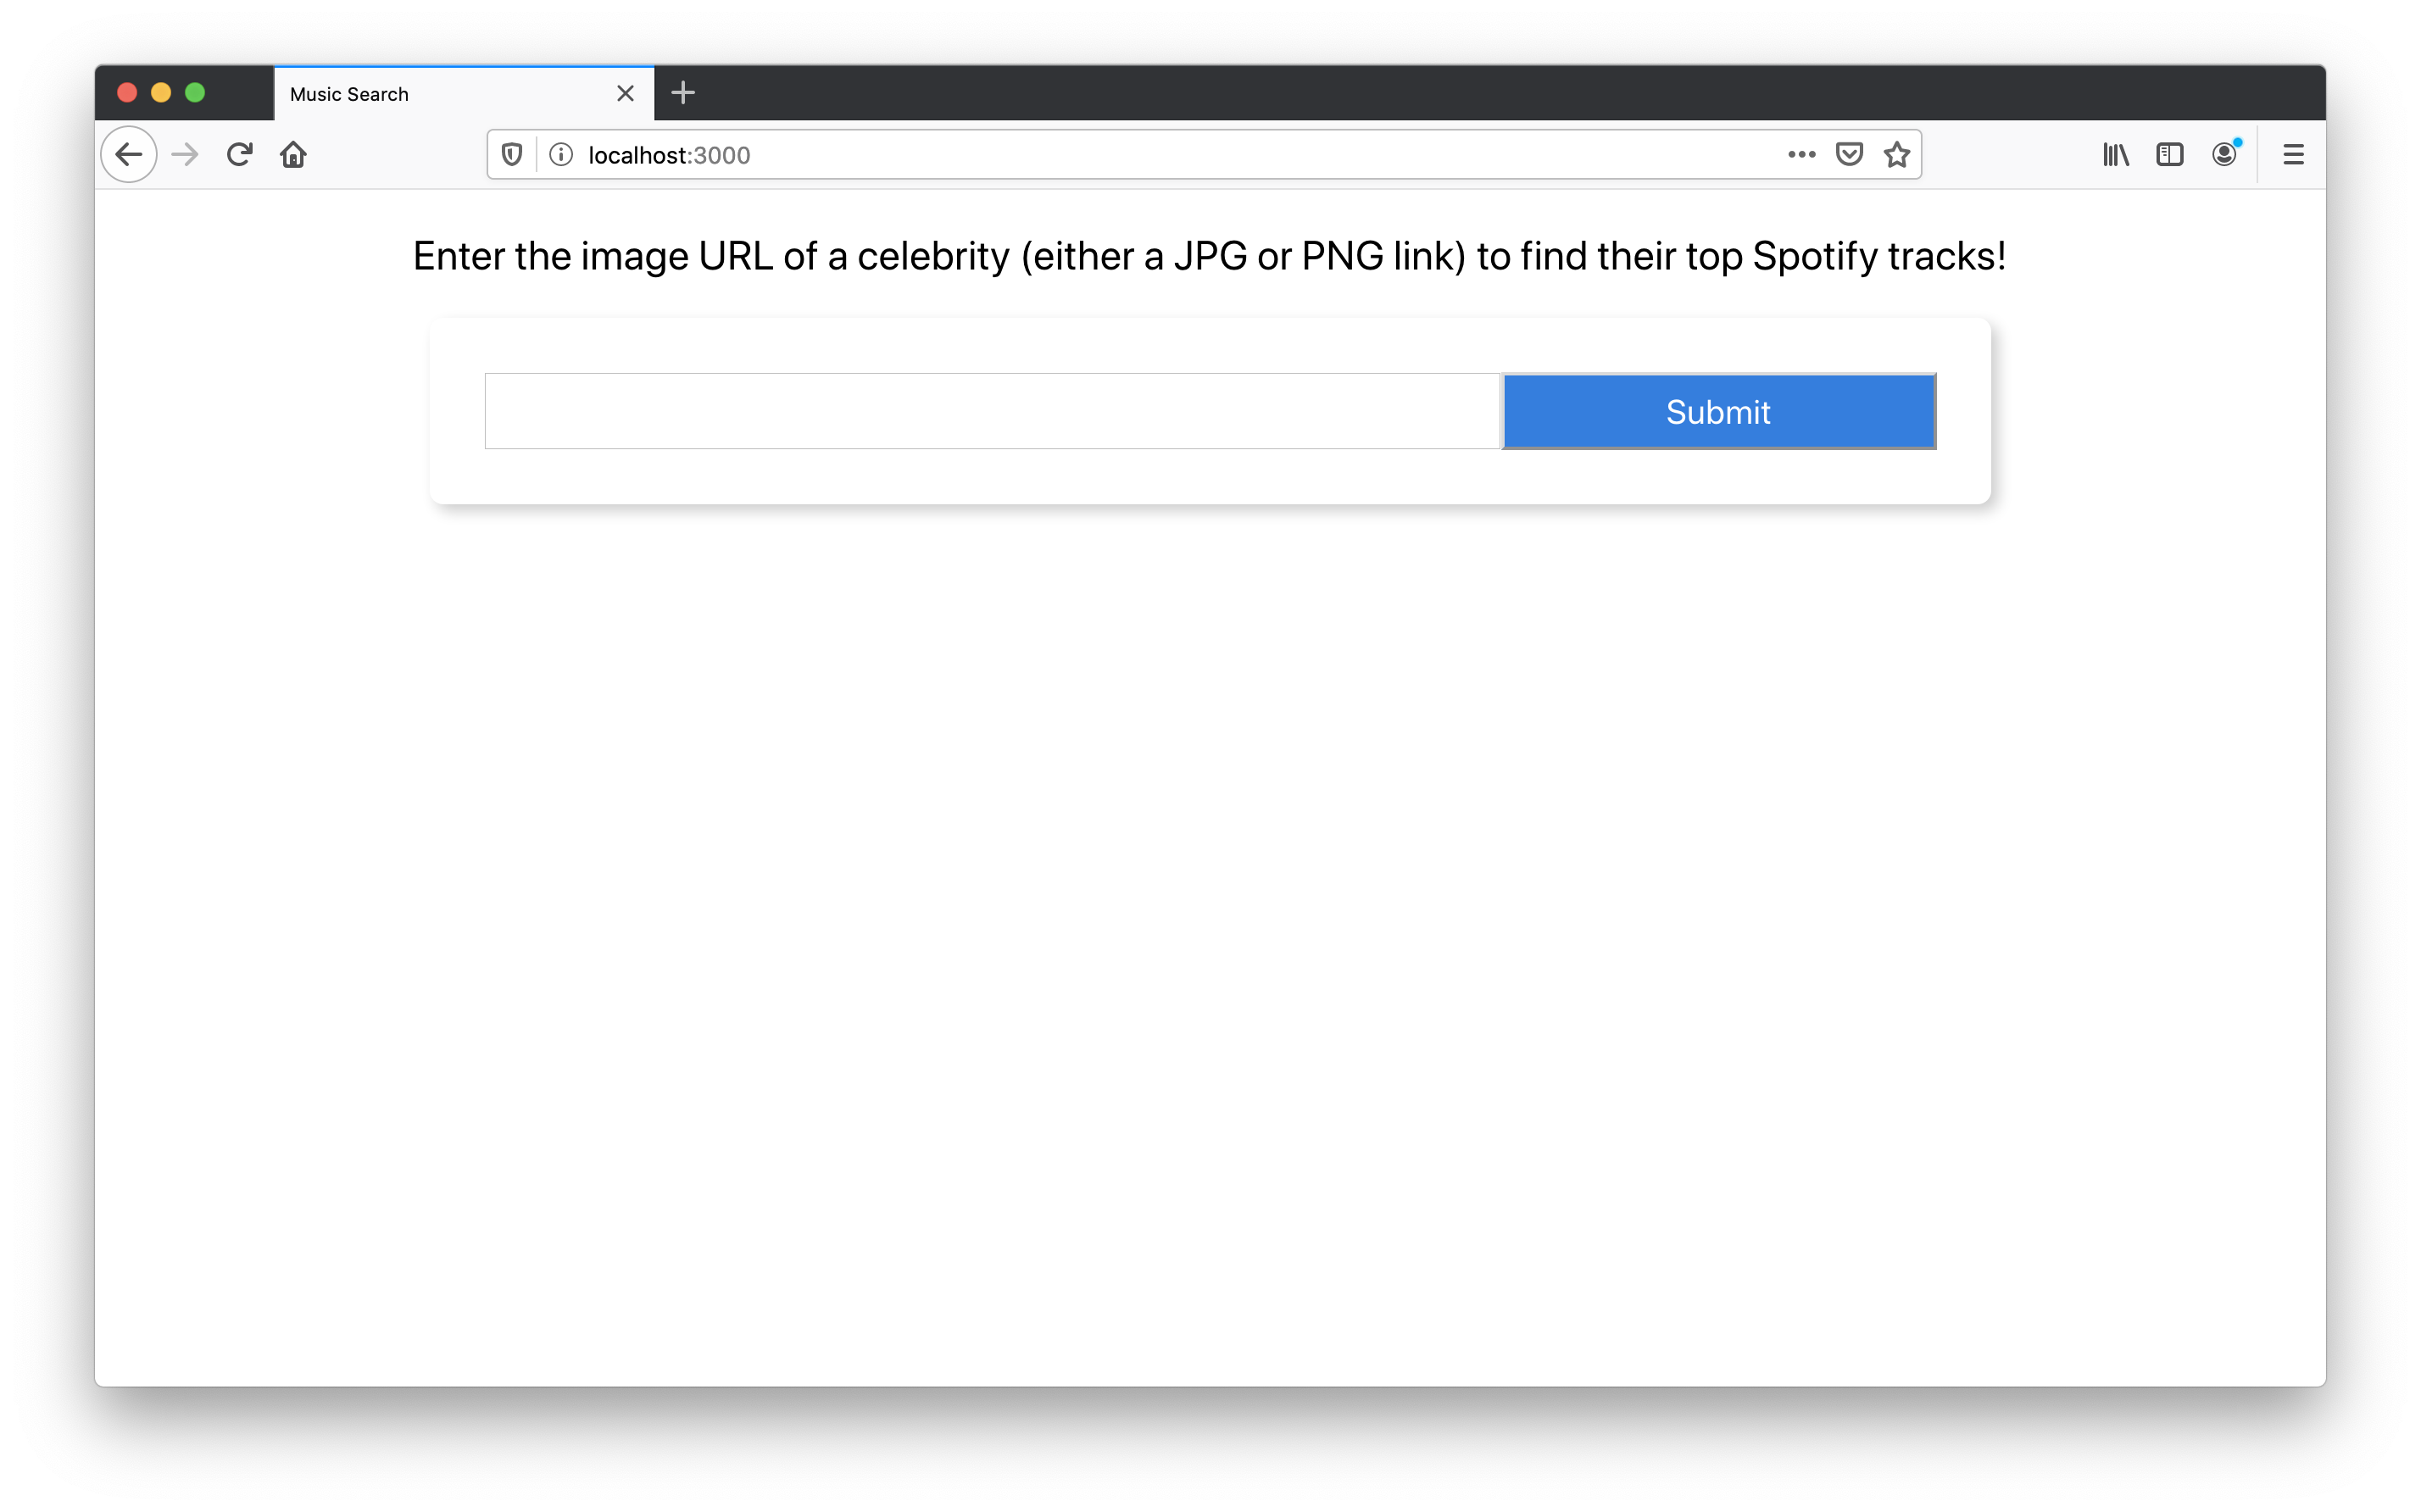 Music Search
localhost:3000
Enter the image URL of a celebrity (either a JPG or PNG link) to find their top Spotify tracks!
Submit